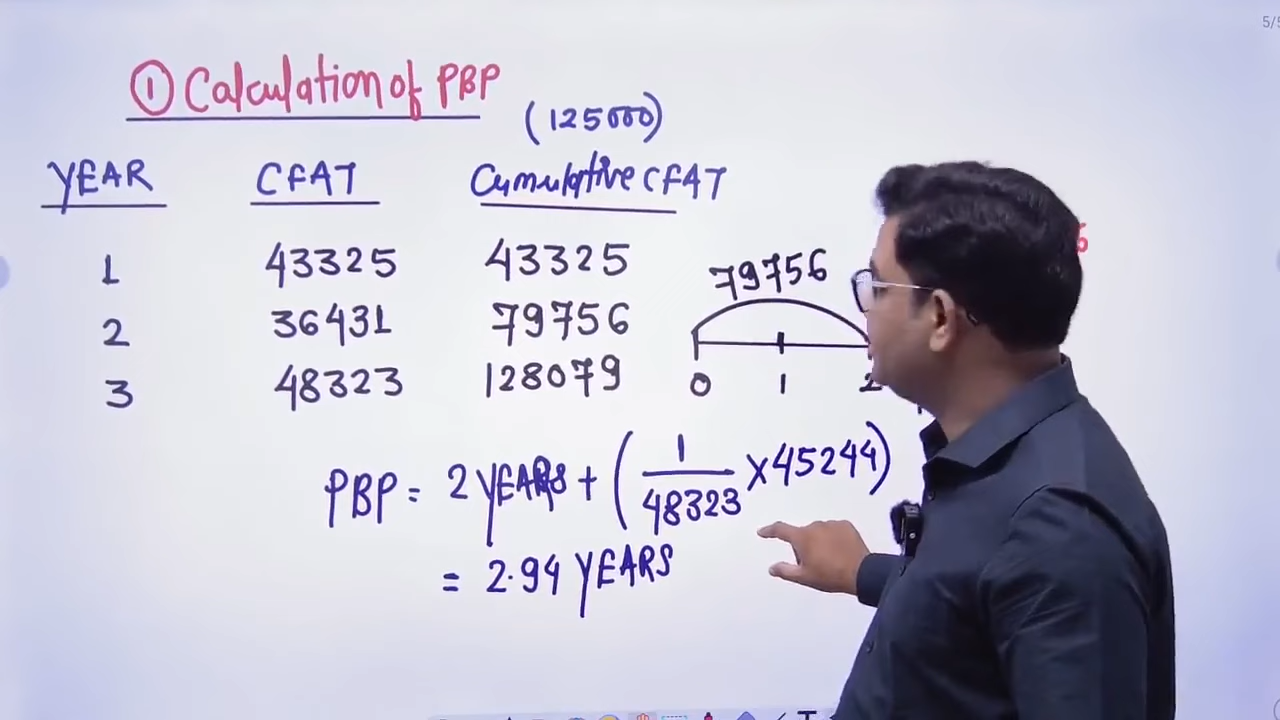 5/5
① Calculation of PBP
(125000)
YEAR CFAT Cumulative CFAT
1 43325 43325
2 36431 79756
3 48323 128079
79756
0 1 2
PBP = 2 YEARS + (1/48323 × 45244)
= 2.94 YEARS